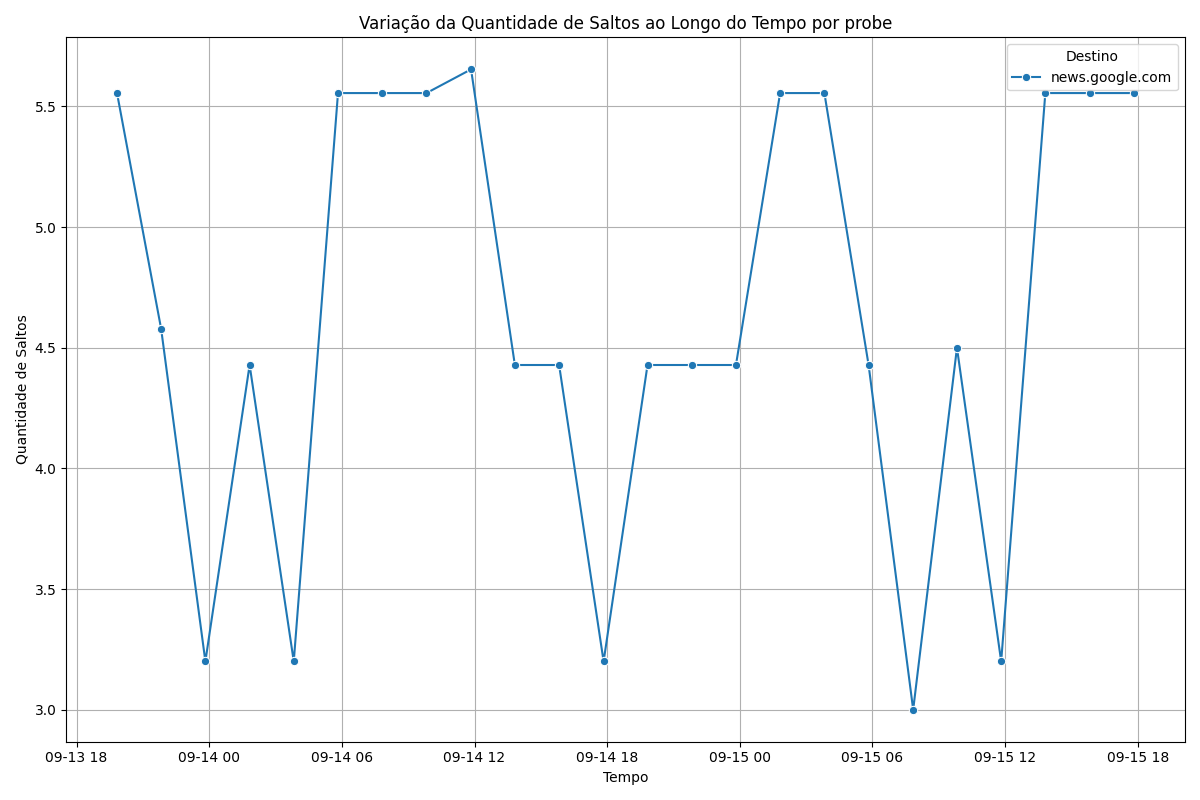 Variação da Quantidade de Saltos ao Longo do Tempo por probe
Destino
news.google.com
Quantidade de Saltos
5.5
5.0
4.5
4.0
3.5
3.0
09-13 18 09-14 00 09-14 06 09-14 12 09-14 18 09-15 00 09-15 06 09-15 12 09-15 18
Tempo